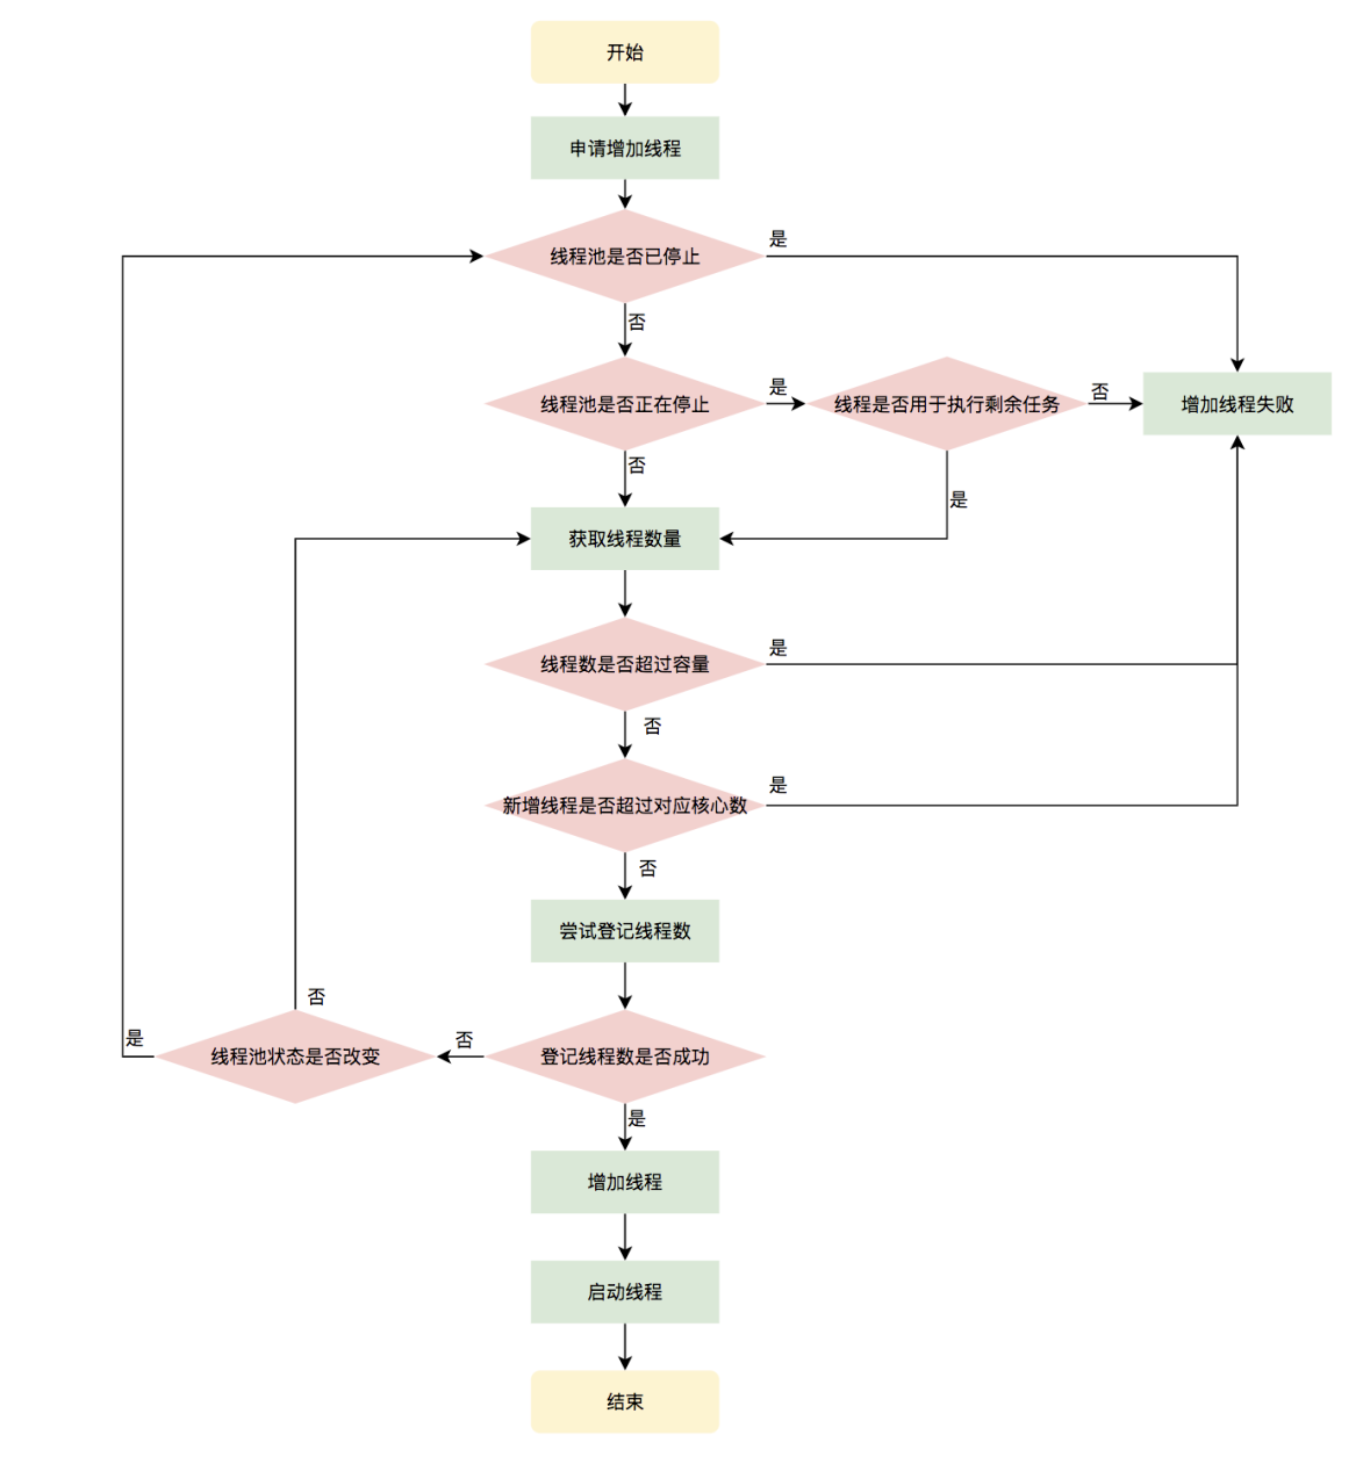 开始
申请增加线程
线程池是否已停止
是
否
线程池是否正在停止
是
线程是否用于执行剩余任务
否
增加线程失败
否
是
获取线程数量
线程数是否超过容量
是
否
新增线程是否超过对应核心数
是
否
尝试登记线程数
否
是
线程池状态是否改变
否
登记线程数是否成功
是
增加线程
启动线程
结束